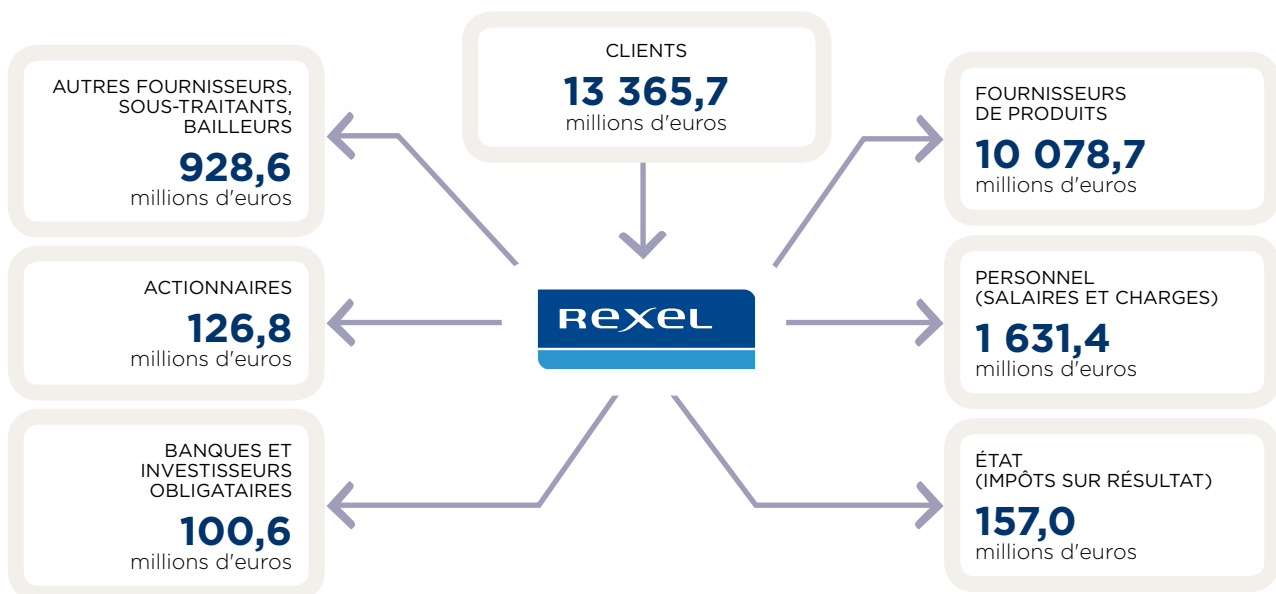 CLIENTS
13 365,7
millions d'euros
AUTRES FOURNISSEURS,
SOUS-TRAITANTS,
BAILLEURS
928,6
millions d'euros
ACTIONNAIRES
126,8
millions d'euros
BANQUES ET
INVESTISSEURS
OBLIGATAIRES
100,6
millions d'euros
REXEL
FOURNISSEURS
DE PRODUITS
10 078,7
millions d'euros
PERSONNEL
(SALAIRES ET CHARGES)
1 631,4
millions d'euros
ÉTAT
(IMPÔTS SUR RÉSULTAT)
157,0
millions d'euros